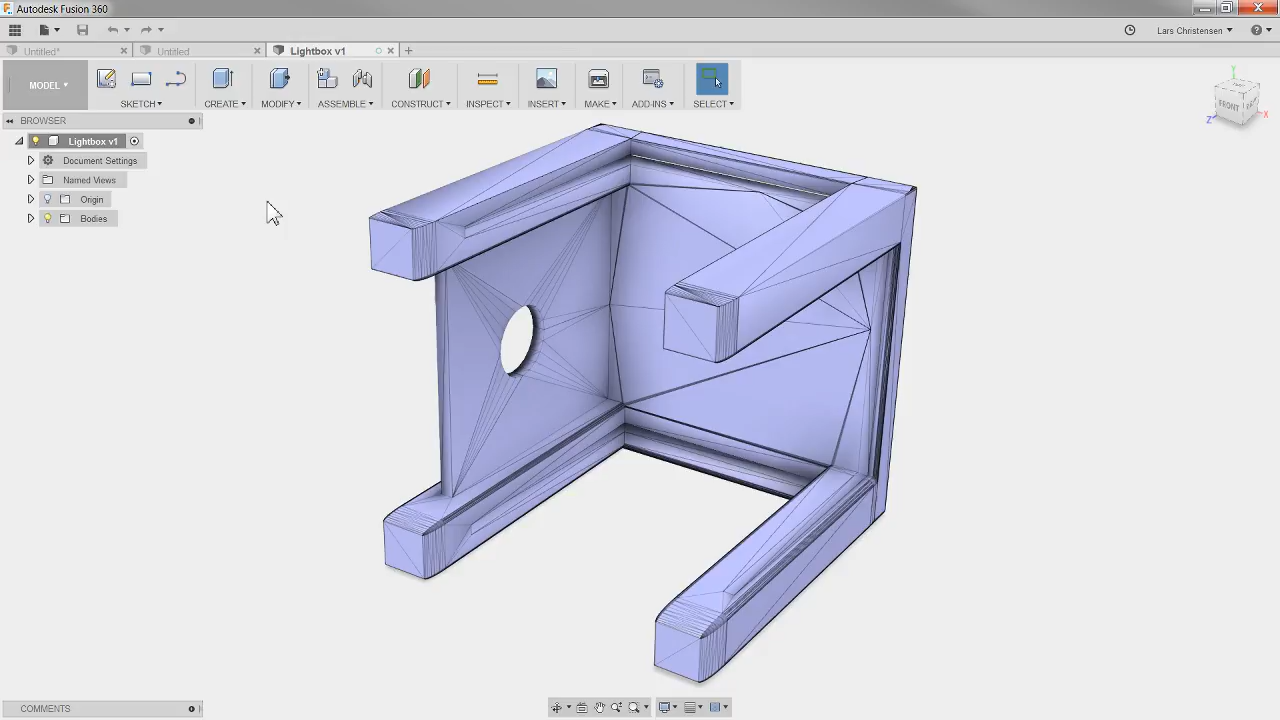 Autodesk Fusion 360
Lars Christensen
Untitled*
Untitled
Lightbox v1
MODEL
SKETCH
CREATE
MODIFY
ASSEMBLE
CONSTRUCT
INSPECT
INSERT
MAKE
ADD-INS
SELECT
BROWSER
Lightbox v1
Document Settings
Named Views
Origin
Bodies
Y
FRONT
X
Z
COMMENTS